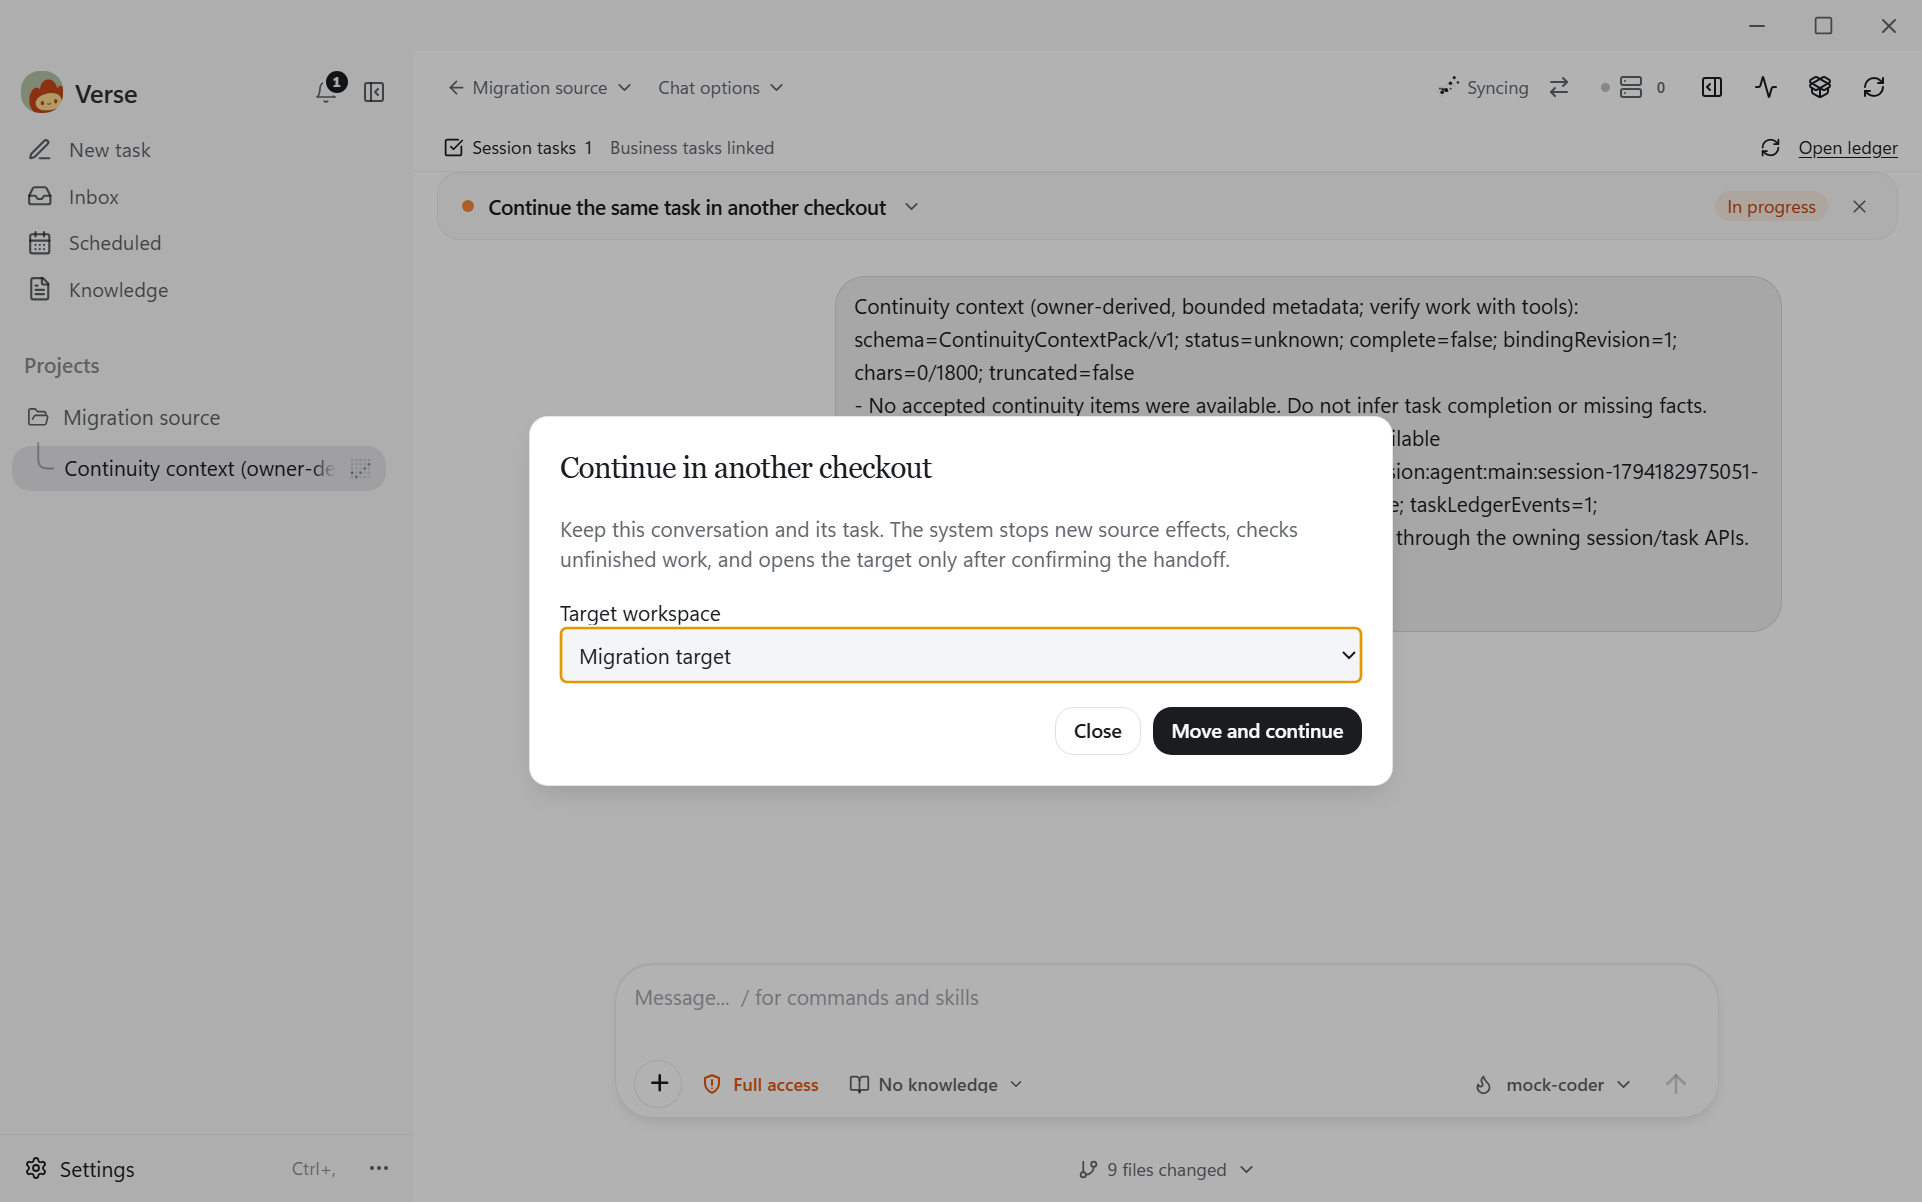 Verse
1
New task
Inbox
Scheduled
Knowledge
Projects
Migration source
Continuity context (owner-de
Settings
Ctrl+,
Migration source
Chat options
Syncing
0
Session tasks 1
Business tasks linked
Open ledger
Continue the same task in another checkout
In progress
Continuity context (owner-derived, bounded metadata; verify work with tools):
schema=ContinuityContextPack/v1; status=unknown; complete=false; bindingRevision=1;
chars=0/1800; truncated=false
- No accepted continuity items were available. Do not infer task completion or missing facts.
ilable
sion:agent:main:session-1794182975051-
e; taskLedgerEvents=1;
through the owning session/task APIs.
Continue in another checkout
Keep this conversation and its task. The system stops new source effects, checks
unfinished work, and opens the target only after confirming the handoff.
Target workspace
Migration target
Close
Move and continue
Message... / for commands and skills
Full access
No knowledge
mock-coder
9 files changed